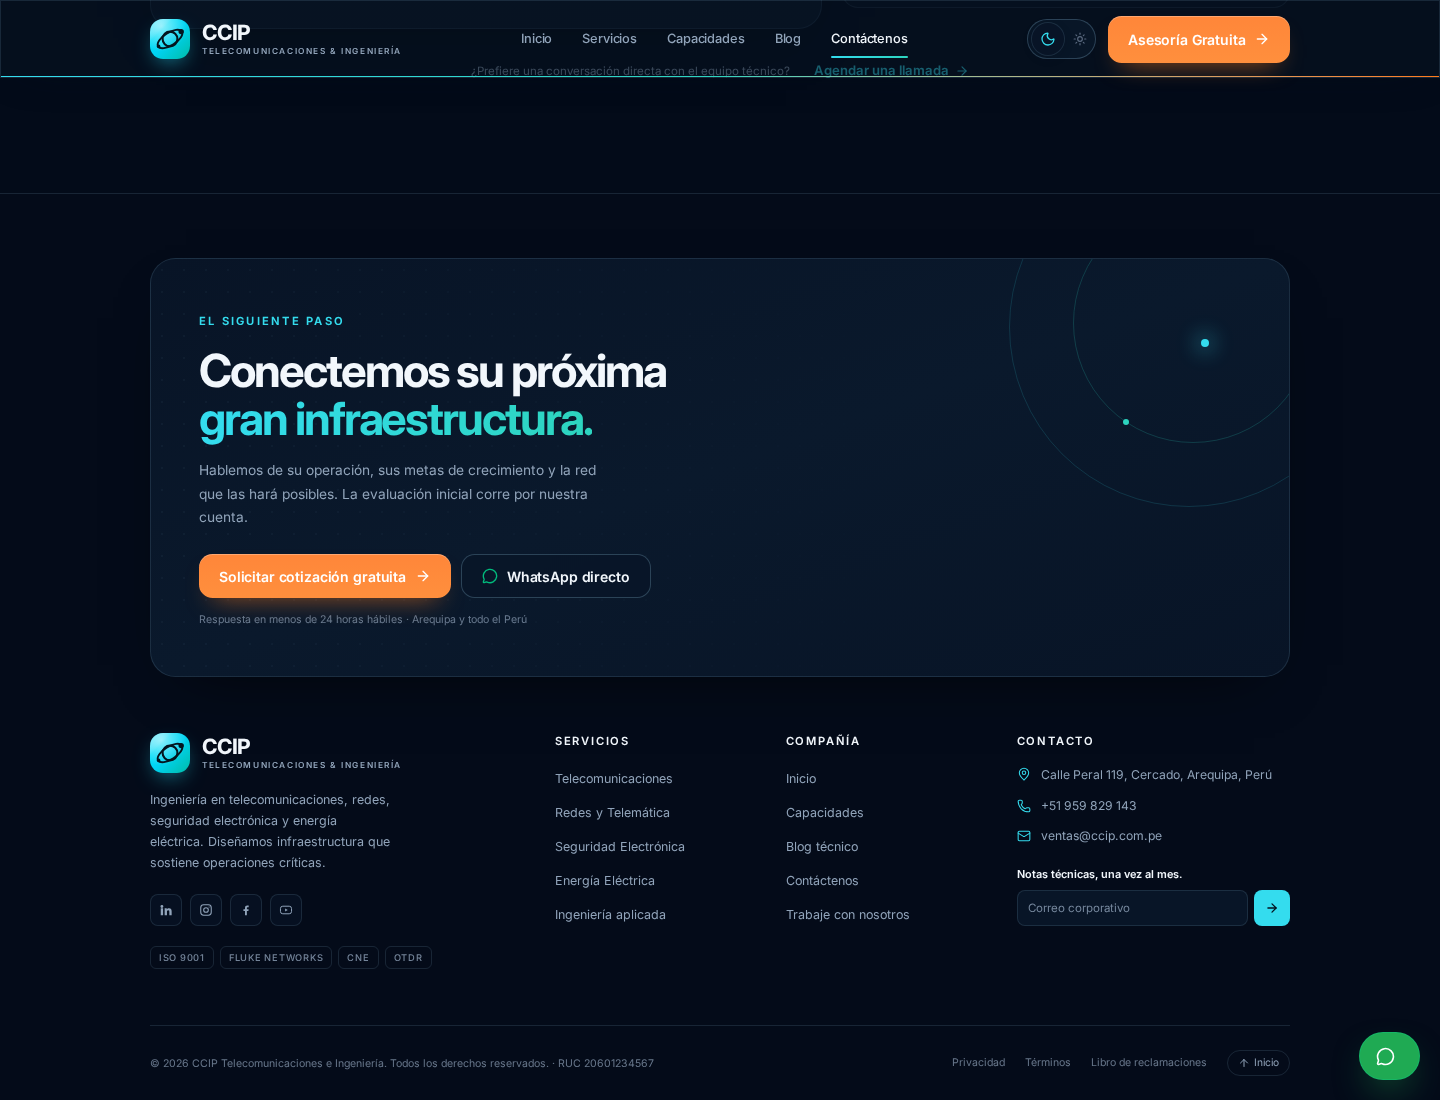 CCIP
TELECOMUNICACIONES & INGENIERÍA
Inicio
Servicios
Capacidades
Blog
Contáctenos
Asesoría Gratuita
¿Prefiere una conversación directa con el equipo técnico?
Agendar una llamada
EL SIGUIENTE PASO
Conectemos su próxima
gran infraestructura.
Hablemos de su operación, sus metas de crecimiento y la red
que las hará posibles. La evaluación inicial corre por nuestra
cuenta.
Solicitar cotización gratuita
WhatsApp directo
Respuesta en menos de 24 horas hábiles · Arequipa y todo el Perú
CCIP
TELECOMUNICACIONES & INGENIERÍA
Ingeniería en telecomunicaciones, redes,
seguridad electrónica y energía
eléctrica. Diseñamos infraestructura que
sostiene operaciones críticas.
ISO 9001
FLUKE NETWORKS
CNE
OTDR
SERVICIOS
Telecomunicaciones
Redes y Telemática
Seguridad Electrónica
Energía Eléctrica
Ingeniería aplicada
COMPAÑÍA
Inicio
Capacidades
Blog técnico
Contáctenos
Trabaje con nosotros
CONTACTO
Calle Peral 119, Cercado, Arequipa, Perú
+51 959 829 143
ventas@ccip.com.pe
Notas técnicas, una vez al mes.
Correo corporativo
© 2026 CCIP Telecomunicaciones e Ingeniería. Todos los derechos reservados. · RUC 20601234567
Privacidad
Términos
Libro de reclamaciones
Inicio